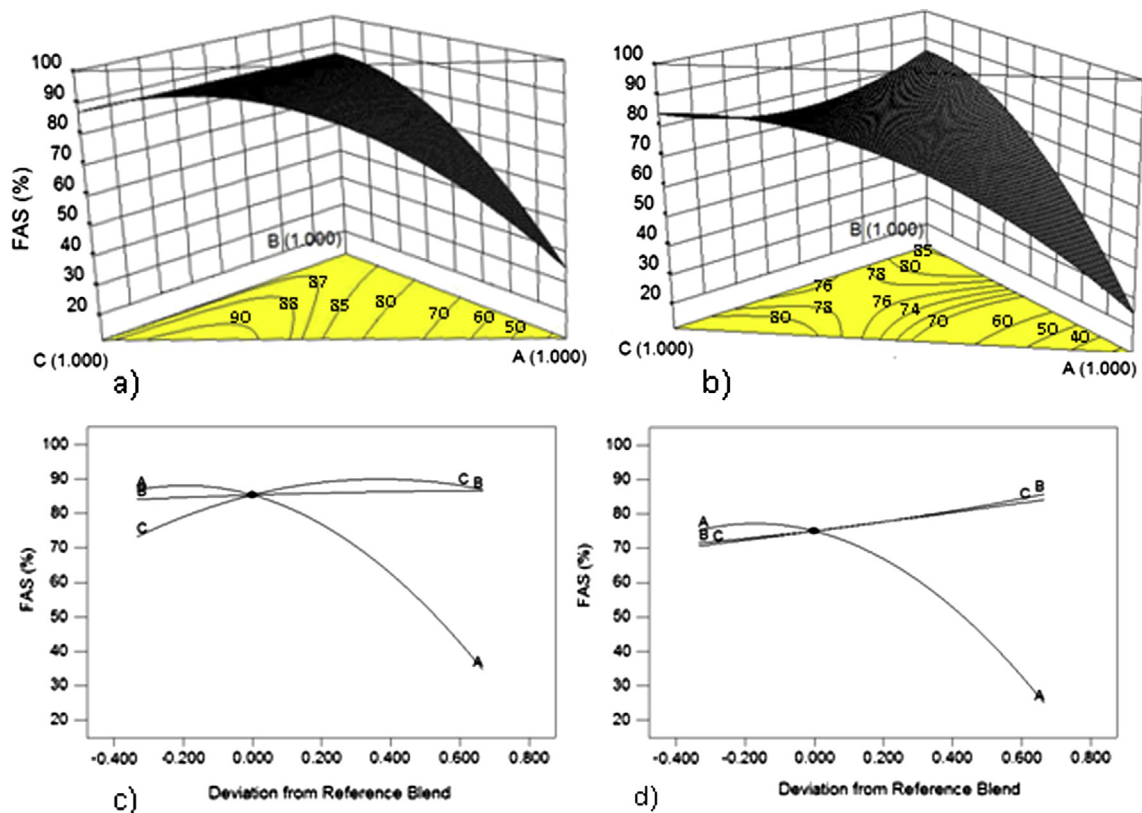 100
90
80
70
60
50
40
30
20
FAS (%)
B (1.000)
87
88
85
80
90
70
60
50
C (1.000)
A (1.000)
a)
100
90
80
70
60
50
40
30
20
B (1.000)
85
78
80
76
76
78
74
80
70
60
50
40
C (1.000)
A (1.000)
b)
100
90
80
70
60
50
40
30
20
FAS (%)
A
B
C
C
B
A
-0.400
-0.200
0.000
0.200
0.400
0.600
0.800
c)
Deviation from Reference Blend
100
90
80
70
60
50
40
30
20
FAS (%)
A
B
C
C
B
A
-0.400
-0.200
0.000
0.200
0.400
0.600
0.800
d)
Deviation from Reference Blend